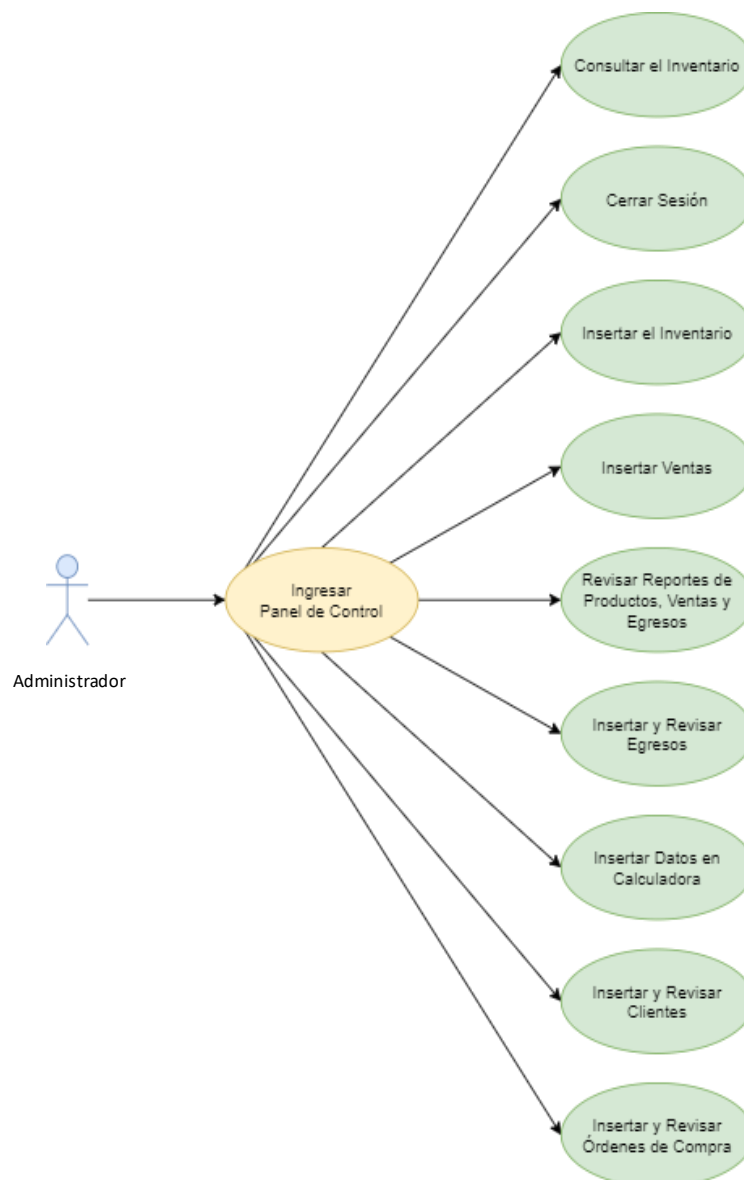 Consultar el Inventario
Cerrar Sesión
Insertar el Inventario
Insertar Ventas
Ingresar
Panel de Control
Revisar Reportes de
Productos, Ventas y
Egresos
Administrador
Insertar y Revisar
Egresos
Insertar Datos en
Calculadora
Insertar y Revisar
Clientes
Insertar y Revisar
Órdenes de Compra